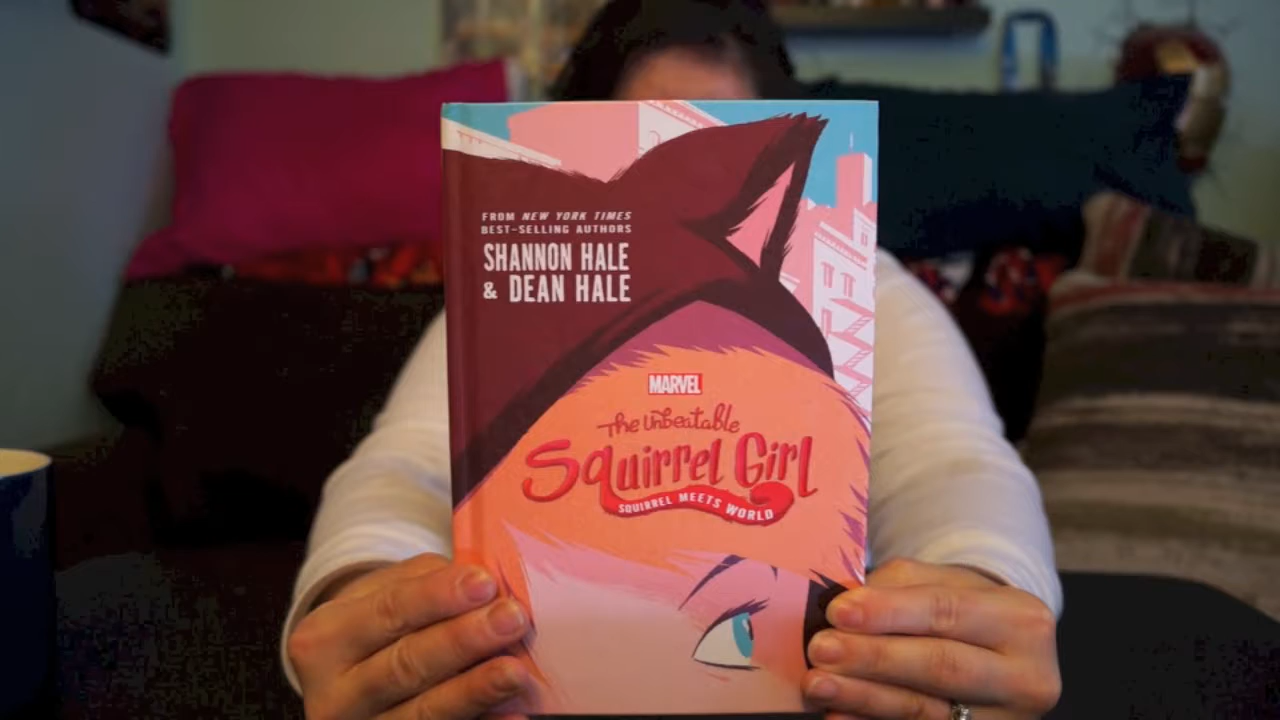 FROM NEW YORK TIMES
BEST-SELLING AUTHORS
SHANNON HALE
& DEAN HALE
MARVEL
the Unbeatable
Squirrel Girl
SQUIRREL MEETS WORLD